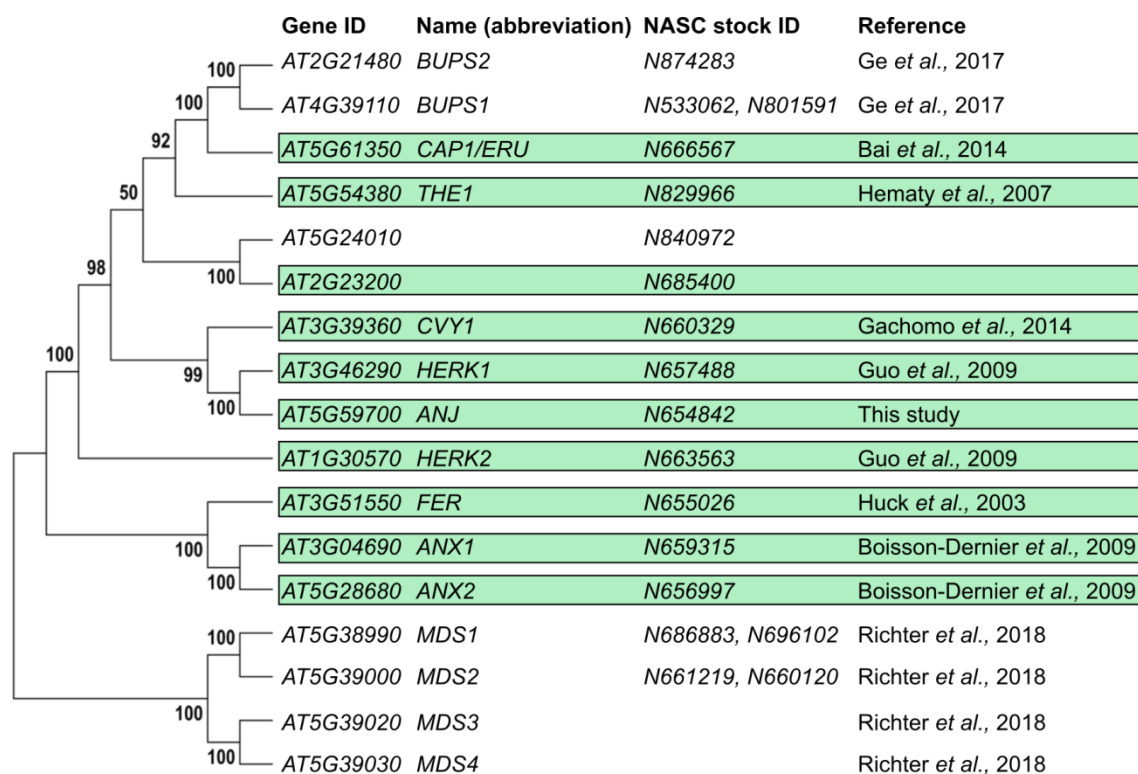 Gene ID Name (abbreviation) NASC stock ID Reference
100 AT2G21480 BUPS2 N874283 Ge et al., 2017
100 AT4G39110 BUPS1 N533062, N801591 Ge et al., 2017
92 AT5G61350 CAP1/ERU N666567 Bai et al., 2014
50 AT5G54380 THE1 N829966 Hematy et al., 2007
AT5G24010 N840972
98 100 AT2G23200 N685400
AT3G39360 CVY1 N660329 Gachomo et al., 2014
100 99 AT3G46290 HERK1 N657488 Guo et al., 2009
100 AT5G59700 ANJ N654842 This study
AT1G30570 HERK2 N663563 Guo et al., 2009
AT3G51550 FER N655026 Huck et al., 2003
100 AT3G04690 ANX1 N659315 Boisson-Dernier et al., 2009
100 AT5G28680 ANX2 N656997 Boisson-Dernier et al., 2009
100 AT5G38990 MDS1 N686883, N696102 Richter et al., 2018
AT5G39000 MDS2 N661219, N660120 Richter et al., 2018
100 AT5G39020 MDS3 Richter et al., 2018
100 AT5G39030 MDS4 Richter et al., 2018